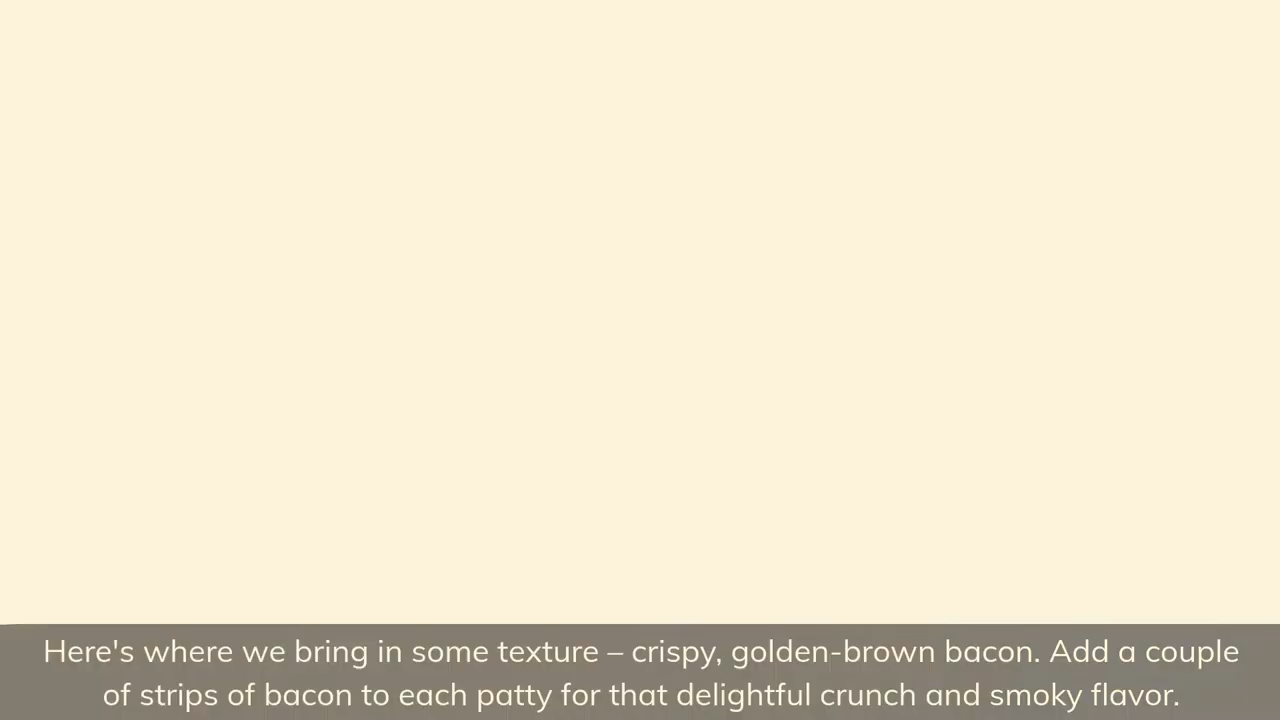 Here's where we bring in some texture – crispy, golden-brown bacon. Add a couple
of strips of bacon to each patty for that delightful crunch and smoky flavor.